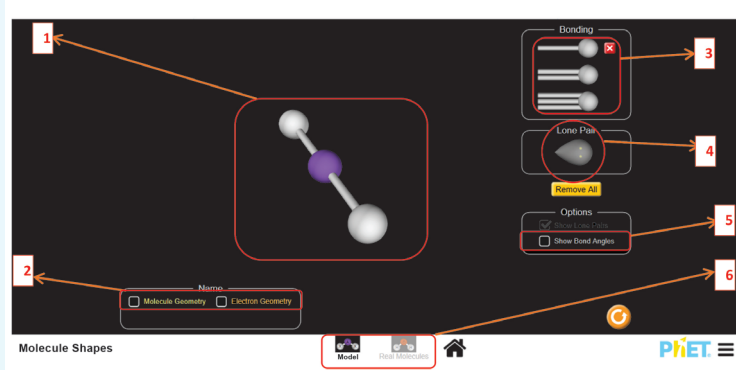 1
Bonding
3
Lone Pair
4
Remove All
Options
Show Lone Pairs
Show Bond Angles
5
2
Name
Molecule Geometry Electron Geometry
6
Molecule Shapes
Model
Real Molecules
PhET